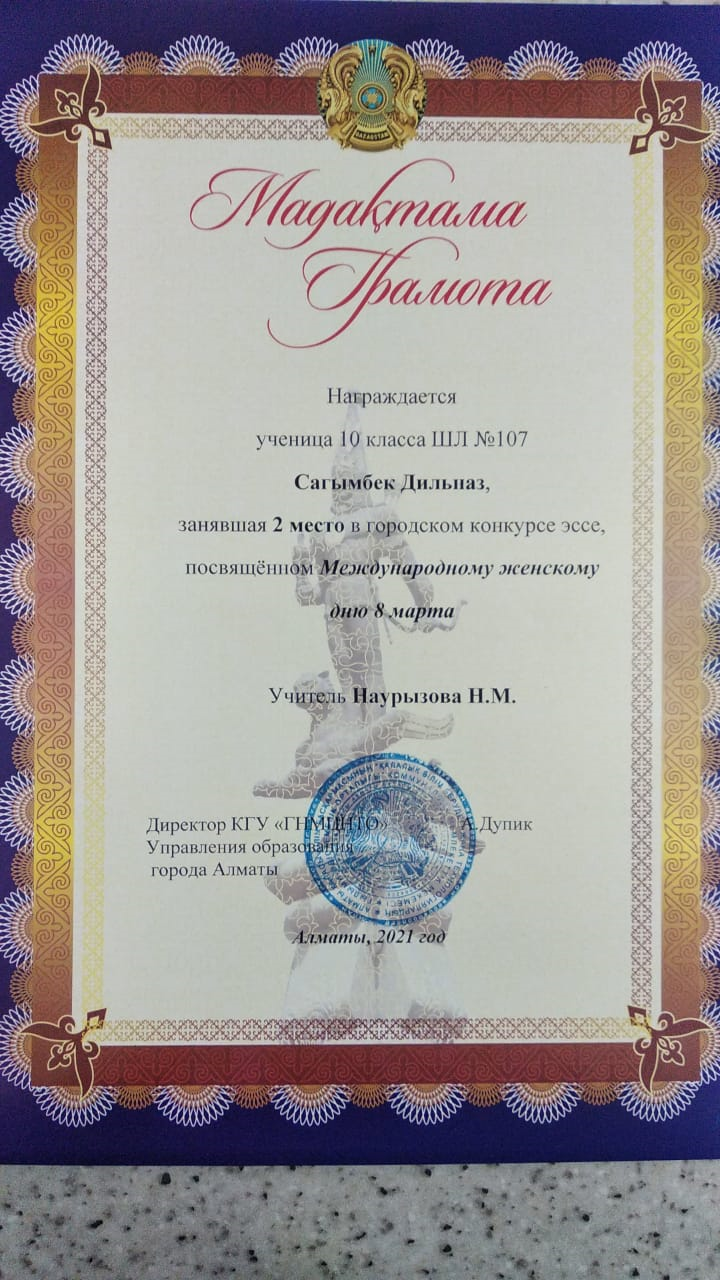 ҚАЗАҚСТАН
Мадақтама
Грамота
Награждается
ученица 10 класса ШЛ №107
Сагымбек Дильназ,
занявшая 2 место в городском конкурсе эссе,
посвящённом Международному женскому
дню 8 марта
Учитель Наурызова Н.М.
Директор КГУ «ГНМЦНТО» А.Дупик
Управления образования
города Алматы
Алматы, 2021 год